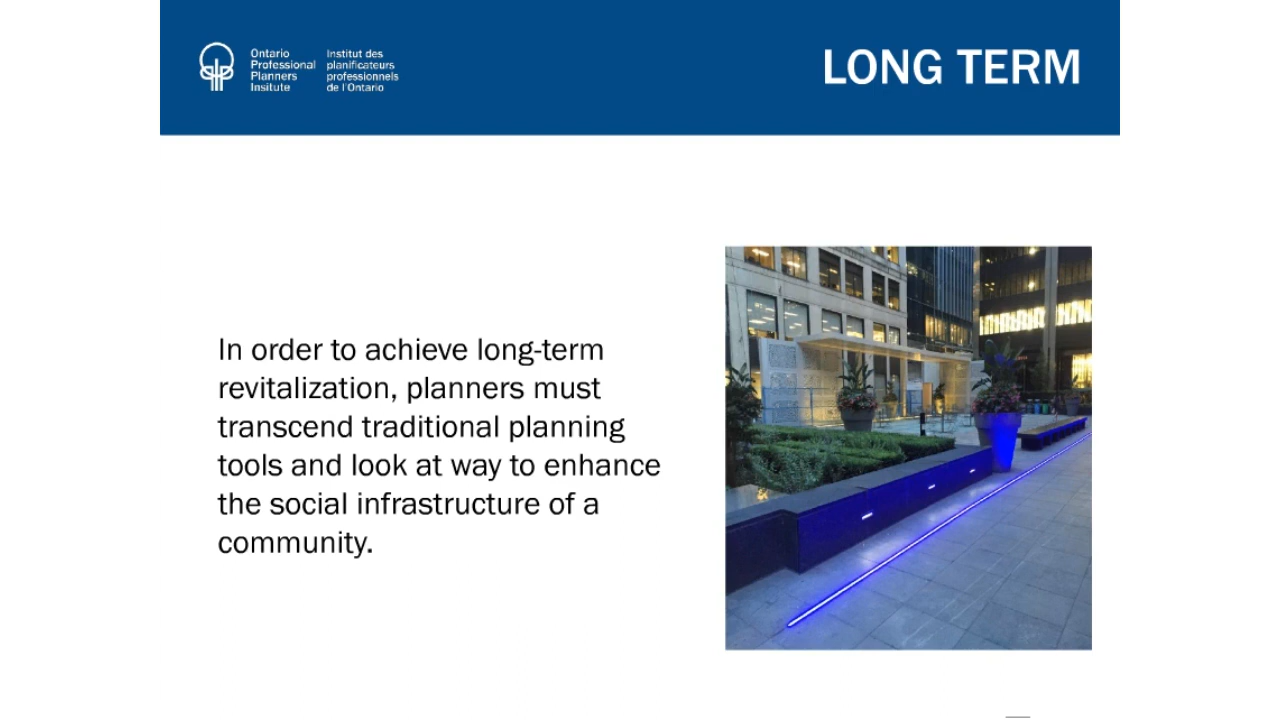 Ontario
Professional
Planners
Insitute
Institut des
planificateurs
professionnels
de l'Ontario
LONG TERM
In order to achieve long-term
revitalization, planners must
transcend traditional planning
tools and look at way to enhance
the social infrastructure of a
community.